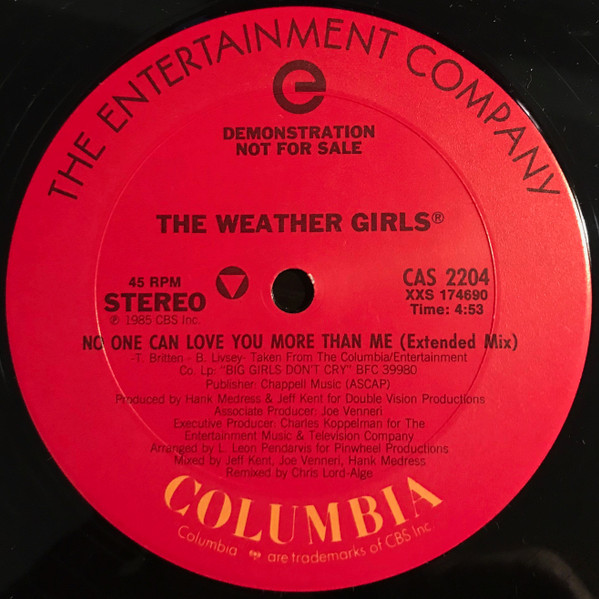 THE ENTERTAINMENT COMPANY
e
DEMONSTRATION
NOT FOR SALE
THE WEATHER GIRLS®
45 RPM
STEREO
℗ 1985 CBS Inc.
CAS 2204
XXS 174690
Time: 4:53
NO ONE CAN LOVE YOU MORE THAN ME (Extended Mix)
-T. Britten - B. Livsey- Taken From The Columbia/Entertainment
Co. Lp: "BIG GIRLS DON'T CRY" BFC 39980
Publisher: Chappell Music (ASCAP)
Produced by Hank Medress & Jeff Kent for Double Vision Productions
Associate Producer: Joe Venneri
Executive Producer: Charles Koppelman for The
Entertainment Music & Television Company
Arranged by L. Leon Pendarvis for Pinwheel Productions
Mixed by Jeff Kent, Joe Venneri, Hank Medress
Remixed by Chris Lord-Alge
COLUMBIA
Columbia are trademarks of CBS Inc.